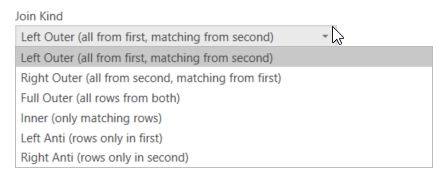 Join Kind
Left Outer (all from first, matching from second)
Left Outer (all from first, matching from second)
Right Outer (all from second, matching from first)
Full Outer (all rows from both)
Inner (only matching rows)
Left Anti (rows only in first)
Right Anti (rows only in second)